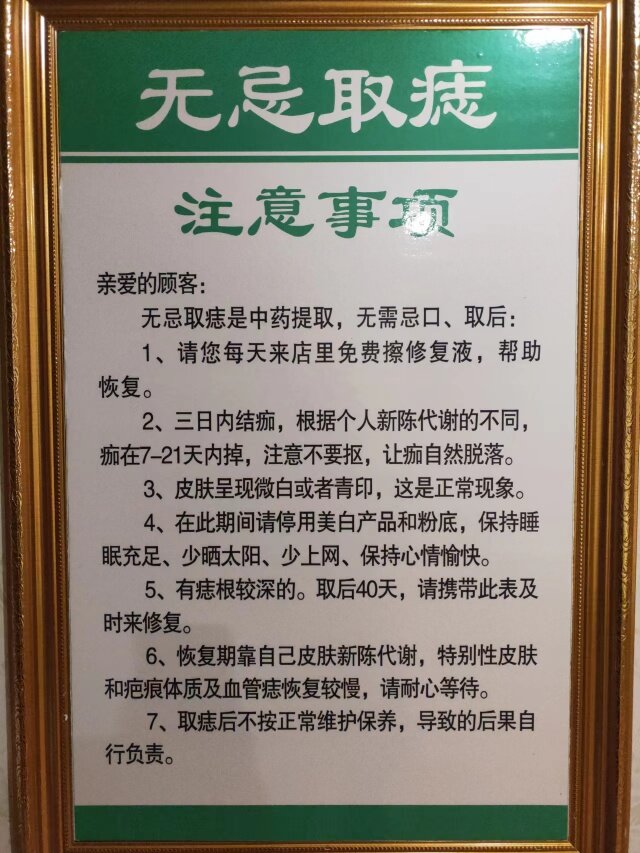 无忌取痣
注意事项
亲爱的顾客：
无忌取痣是中药提取，无需忌口、取后：
1、请您每天来店里免费擦修复液，帮助
恢复。
2、三日内结痂，根据个人新陈代谢的不同，
痂在7-21天内掉，注意不要抠，让痂自然脱落。
3、皮肤呈现微白或者青印，这是正常现象。
4、在此期间请停用美白产品和粉底，保持睡
眠充足、少晒太阳、少上网、保持心情愉快。
5、有痣根较深的。取后40天，请携带此表及
时来修复。
6、恢复期靠自己皮肤新陈代谢，特别性皮肤
和疤痕体质及血管痣恢复较慢，请耐心等待。
7、取痣后不按正常维护保养，导致的后果自
行负责。